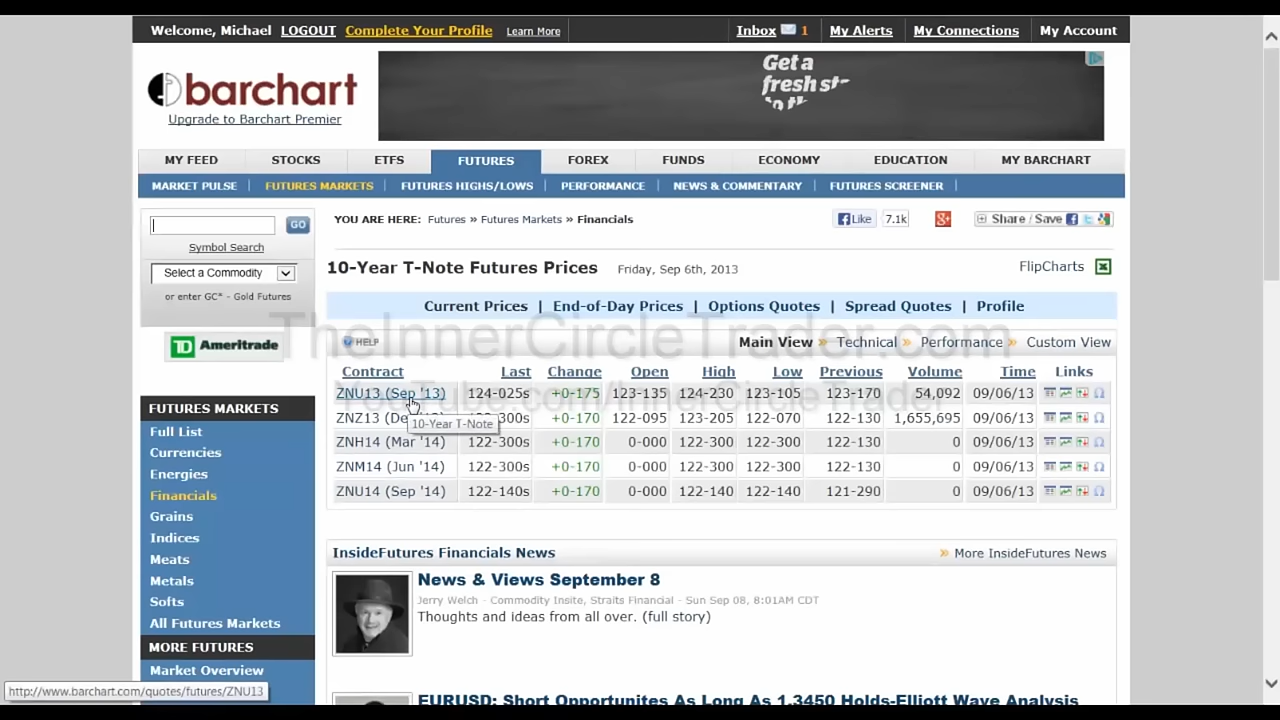 Welcome, Michael LOGOUT Complete Your Profile Learn More Inbox 1 My Alerts My Connections My Account
barchart
Upgrade to Barchart Premier
Get a
fresh
MY FEED STOCKS ETFS FUTURES FOREX FUNDS ECONOMY EDUCATION MY BARCHART
MARKET PULSE | FUTURES MARKETS | FUTURES HIGHS/LOWS | PERFORMANCE | NEWS & COMMENTARY | FUTURES SCREENER |
GO
Symbol Search
Select a Commodity
or enter GC* - Gold Futures
TD Ameritrade
YOU ARE HERE: Futures » Futures Markets » Financials
Like 7.1k Share / Save
10-Year T-Note Futures Prices Friday, Sep 6th, 2013 FlipCharts
Current Prices | End-of-Day Prices | Options Quotes | Spread Quotes | Profile
TheInnerCircleTrader.com
HELP Main View » Technical » Performance » Custom View
Contract Last Change Open High Low Previous Volume Time Links
ZNU13 (Sep '13) 124-025s +0-175 123-135 124-230 123-105 123-170 54,092 09/06/13
ZNZ13 300s +0-170 122-095 123-205 122-070 122-130 1,655,695 09/06/13
10-Year T-Note
ZNH14 (Mar '14) 122-300s +0-170 0-000 122-300 122-300 122-130 0 09/06/13
ZNM14 (Jun '14) 122-300s +0-170 0-000 122-300 122-300 122-130 0 09/06/13
ZNU14 (Sep '14) 122-140s +0-170 0-000 122-140 122-140 121-290 0 09/06/13
FUTURES MARKETS
Full List
Currencies
Energies
Financials
Grains
Indices
Meats
Metals
Softs
All Futures Markets
MORE FUTURES
Market Overview
InsideFutures Financials News » More InsideFutures News
News & Views September 8
Jerry Welch - Commodity Insite, Straits Financial - Sun Sep 08, 8:01AM CDT
Thoughts and ideas from all over. (full story)
EURUSD: Short Opportunites As Long As 1.3450 Holds-Elliott Wave Analysis
http://www.barchart.com/quotes/futures/ZNU13